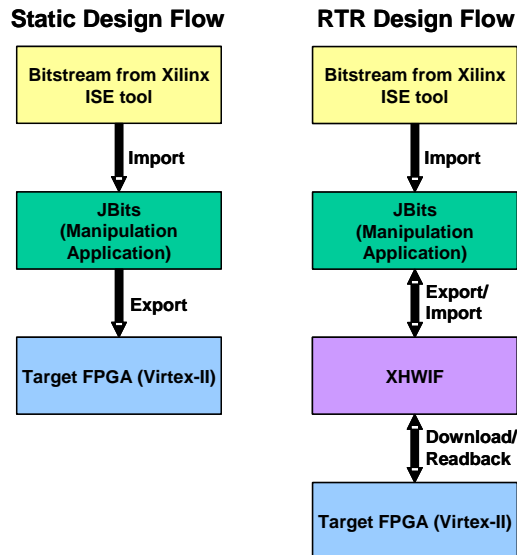 Static Design Flow
Bitstream from Xilinx
ISE tool
Import
JBits
(Manipulation
Application)
Export
Target FPGA (Virtex-II)
RTR Design Flow
Bitstream from Xilinx
ISE tool
Import
JBits
(Manipulation
Application)
Export/
Import
XHWIF
Download/
Readback
Target FPGA (Virtex-II)